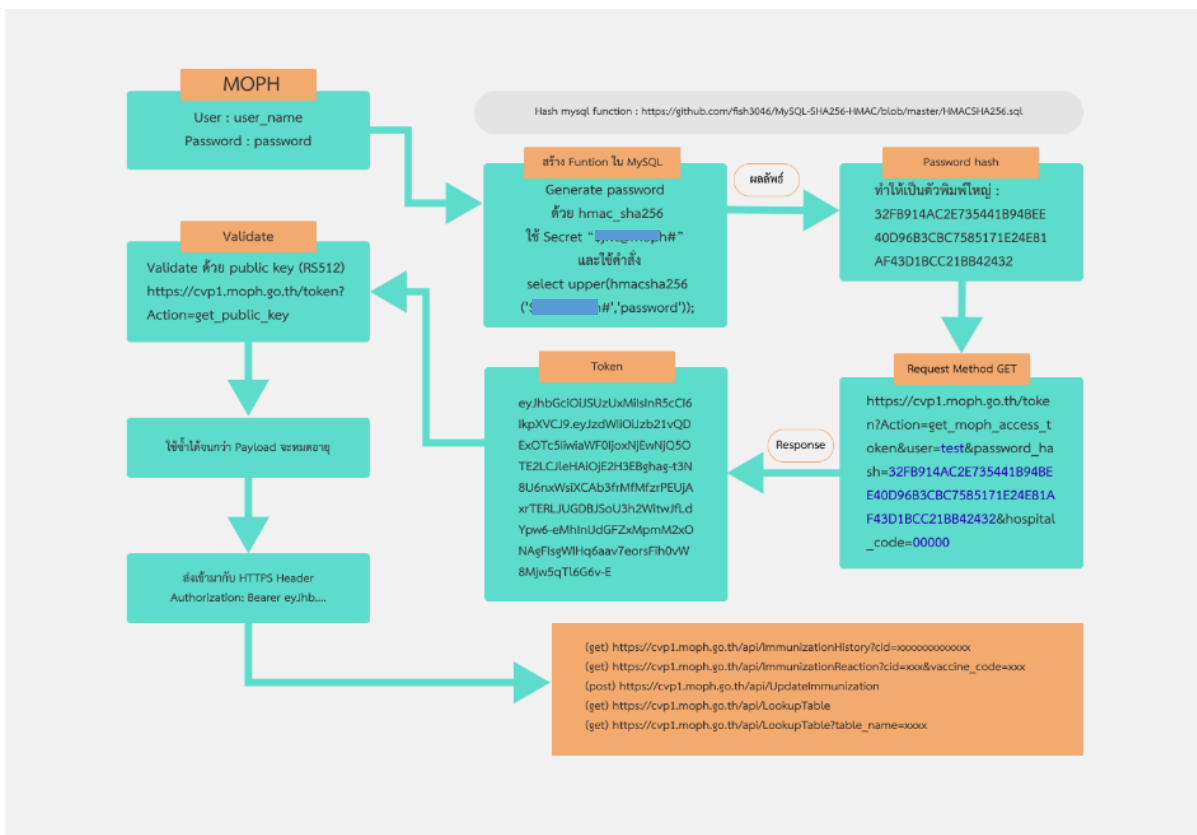 MOPH
User : user_name
Password : password
Hash mysql function : https://github.com/fish3046/MySQL-SHA256-HMAC/blob/master/HMACSHA256.sql
สร้าง Funtion ใน MySQL
Generate password
ด้วย hmac_sha256
ใช้ Secret "
และใช้คำสั่ง
select upper(hmacsha256
('S h#','password'));
ผลลัพธ์
Password hash
ทำให้เป็นตัวพิมพ์ใหญ่ :
32FB914AC2E735441B94BEE
40D96B3CBC7585171E24E81
AF43D1BCC21BB42432
Request Method GET
https://cvp1.moph.go.th/toke
n?Action=get_moph_access_t
oken&user=test&password_ha
sh=32FB914AC2E735441B94BE
E40D96B3CBC7585171E24E81A
F43D1BCC21BB42432&hospital
_code=00000
Response
Token
eyJhbGciOiJSUzUxMiIsInR5cCI6
IkpXVCJ9.eyJzdWIiOiJzb21vQD
ExOTc5IiwiaWF0IjoxNjEwNjQ5O
TE2LCJleHAiOjE2H3EBghag-t3N
8U6nxWsiXCAb3frMfMfzrPEUjA
xrTERLJUGDBJSoU3h2WitwJfLd
Ypw6-eMhInUdGFZxMpmM2xO
NAgFlsgWlHq6aav7eorsFih0vW
8Mjw5qTl6G6v-E
Validate
Validate ด้วย public key (RS512)
https://cvp1.moph.go.th/token?
Action=get_public_key
ใช้ซ้ำได้จนกว่า Payload จะหมดอายุ
ส่งเข้ามากับ HTTPS Header
Authorization: Bearer eyJhb....
(get) https://cvp1.moph.go.th/api/ImmunizationHistory?cid=xxxxxxxxxxxxx
(get) https://cvp1.moph.go.th/api/ImmunizationReaction?cid=xxx&vaccine_code=xxx
(post) https://cvp1.moph.go.th/api/UpdateImmunization
(get) https://cvp1.moph.go.th/api/LookupTable
(get) https://cvp1.moph.go.th/api/LookupTable?table_name=xxxx